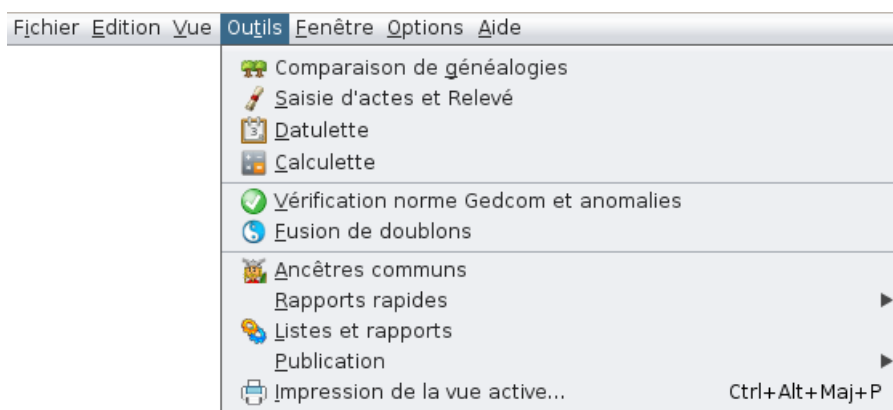 Fichier Edition Vue Outils Fenêtre Options Aide
Comparaison de généalogies
Saisie d'actes et Relevé
Datulette
Calculette
Vérification norme Gedcom et anomalies
Fusion de doublons
Ancêtres communs
Rapports rapides
Listes et rapports
Publication
Impression de la vue active... Ctrl+Alt+Maj+P